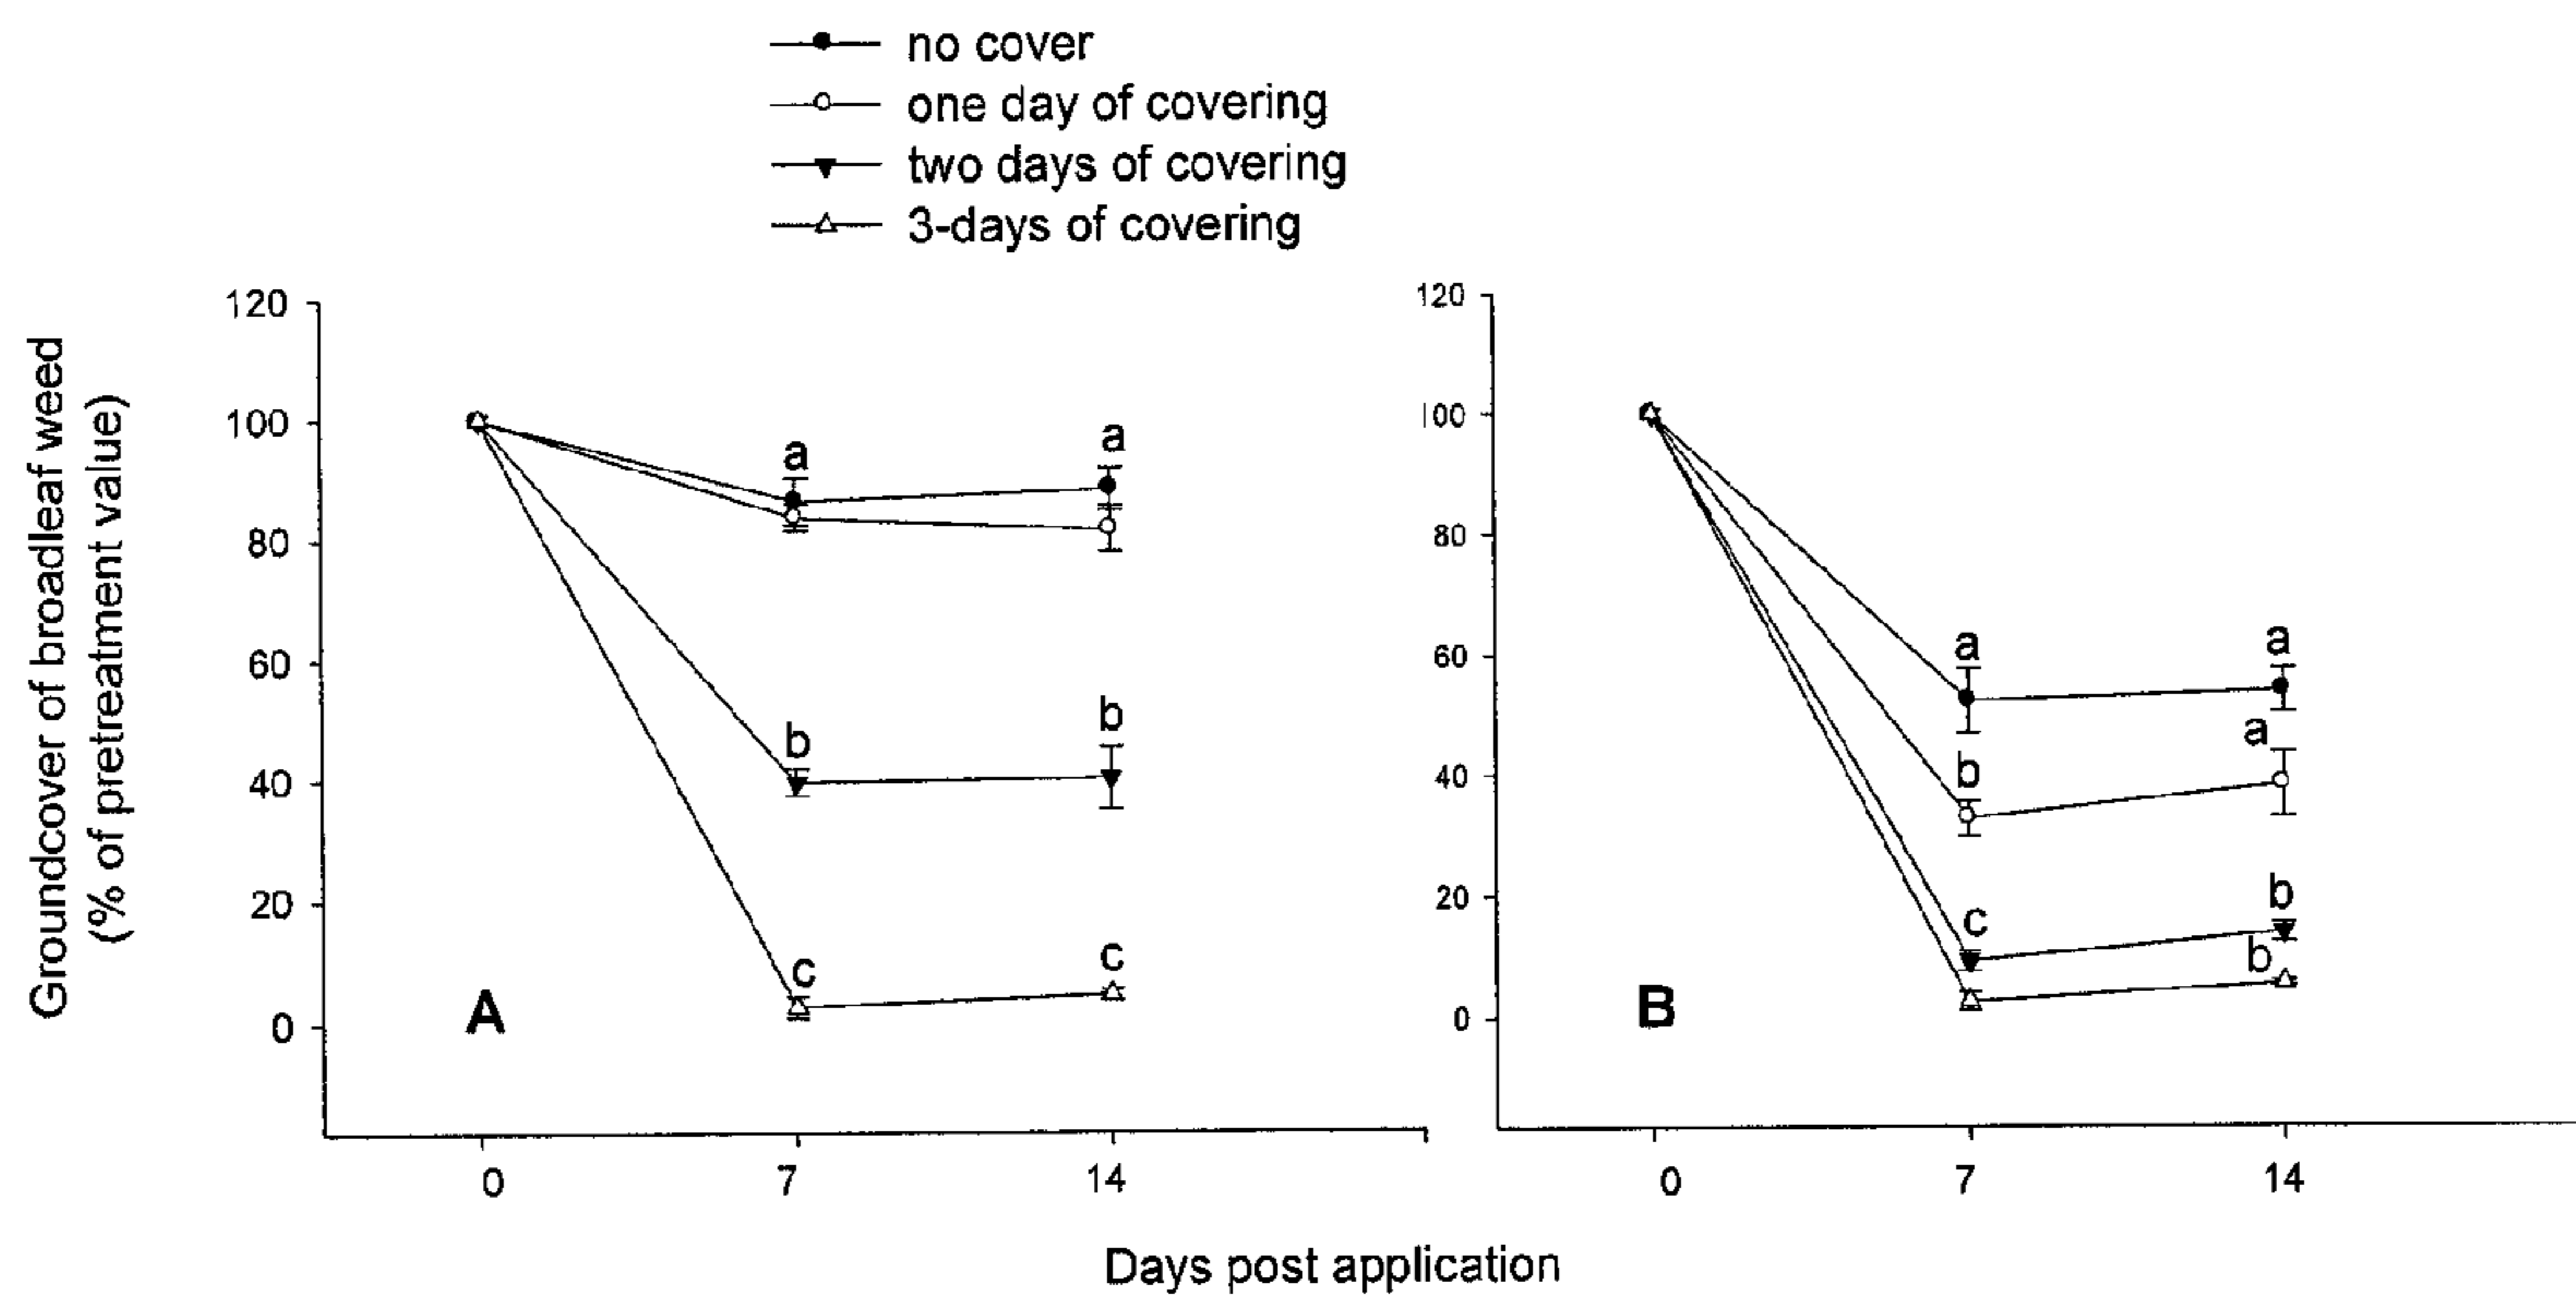 no cover
one day of covering
two days of covering
3-days of covering
Groundcover of broadleaf weed
(% of pretreatment value)
120
100
80
60
40
20
0
a
a
b
b
c
c
A
0
7
14
120
100
80
60
40
20
0
a
a
a
b
b
c
b
B
0
7
14
Days post application